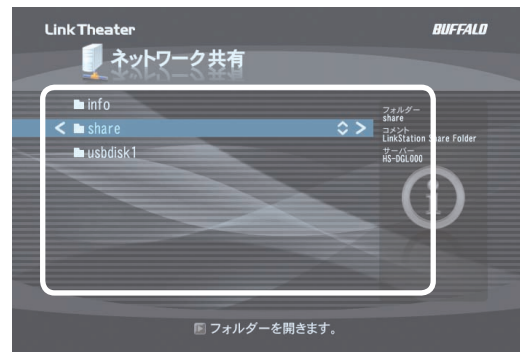 LinkTheater
BUFFALO
ネットワーク共有
info
share
usbdisk1
フォルダー
share
コメント
LinkStation Share Folder
サーバー
HS-DGL000
フォルダーを開きます。